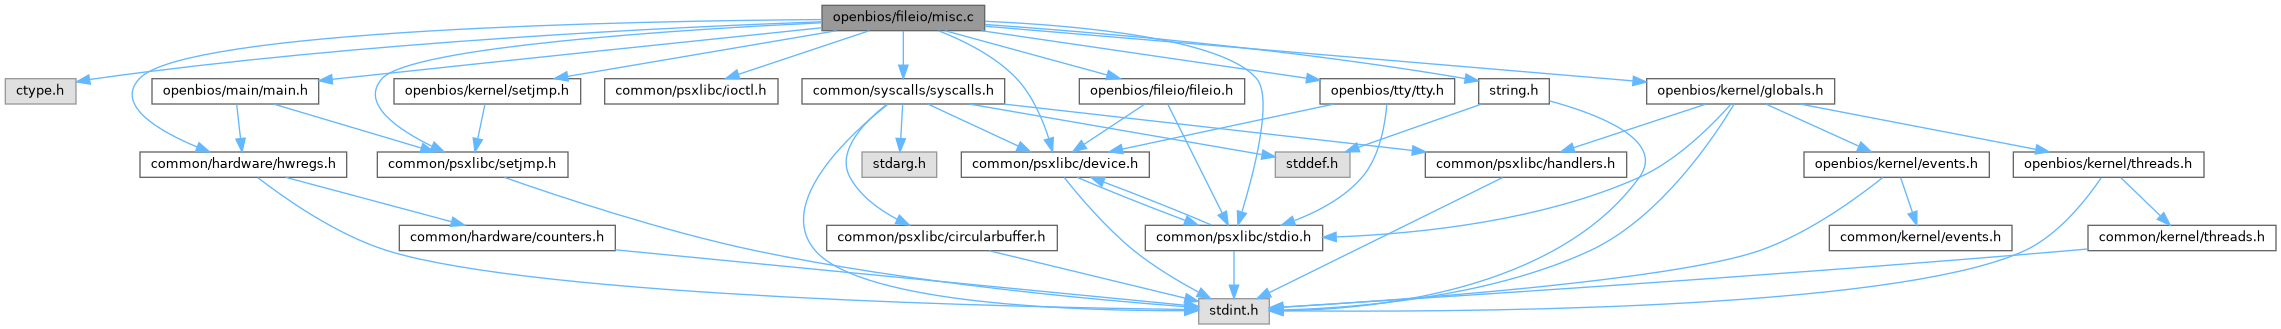 openbios/fileio/misc.c
ctype.h
openbios/main/main.h
openbios/kernel/setjmp.h
common/psxlibc/ioctl.h
common/syscalls/syscalls.h
openbios/fileio/fileio.h
openbios/tty/tty.h
string.h
openbios/kernel/globals.h
common/hardware/hwregs.h
common/psxlibc/setjmp.h
stdarg.h
common/psxlibc/device.h
stddef.h
common/psxlibc/handlers.h
openbios/kernel/events.h
openbios/kernel/threads.h
common/hardware/counters.h
common/psxlibc/circularbuffer.h
common/psxlibc/stdio.h
common/kernel/events.h
common/kernel/threads.h
stdint.h